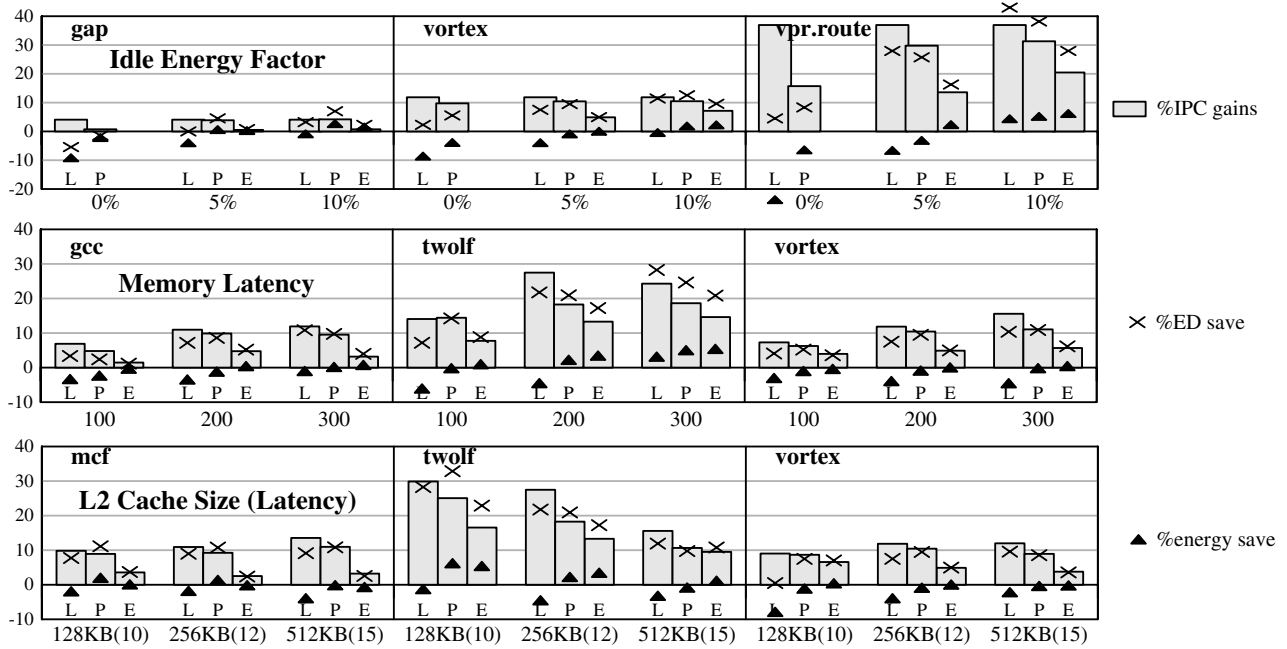 gap vortex vpr.route
Idle Energy Factor
40
30
20
10
0
-10
-20
L P L P E L P E L P L P E L P E L P L P E L P E
0% 5% 10% 0% 5% 10% 0% 5% 10%
%IPC gains
gcc twolf vortex
Memory Latency
40
30
20
10
0
-10
L P E L P E L P E L P E L P E L P E L P E L P E L P E
100 200 300 100 200 300 100 200 300
%ED save
mcf twolf vortex
L2 Cache Size (Latency)
40
30
20
10
0
-10
L P E L P E L P E L P E L P E L P E L P E L P E L P E
128KB(10) 256KB(12) 512KB(15) 128KB(10) 256KB(12) 512KB(15) 128KB(10) 256KB(12) 512KB(15)
%energy save